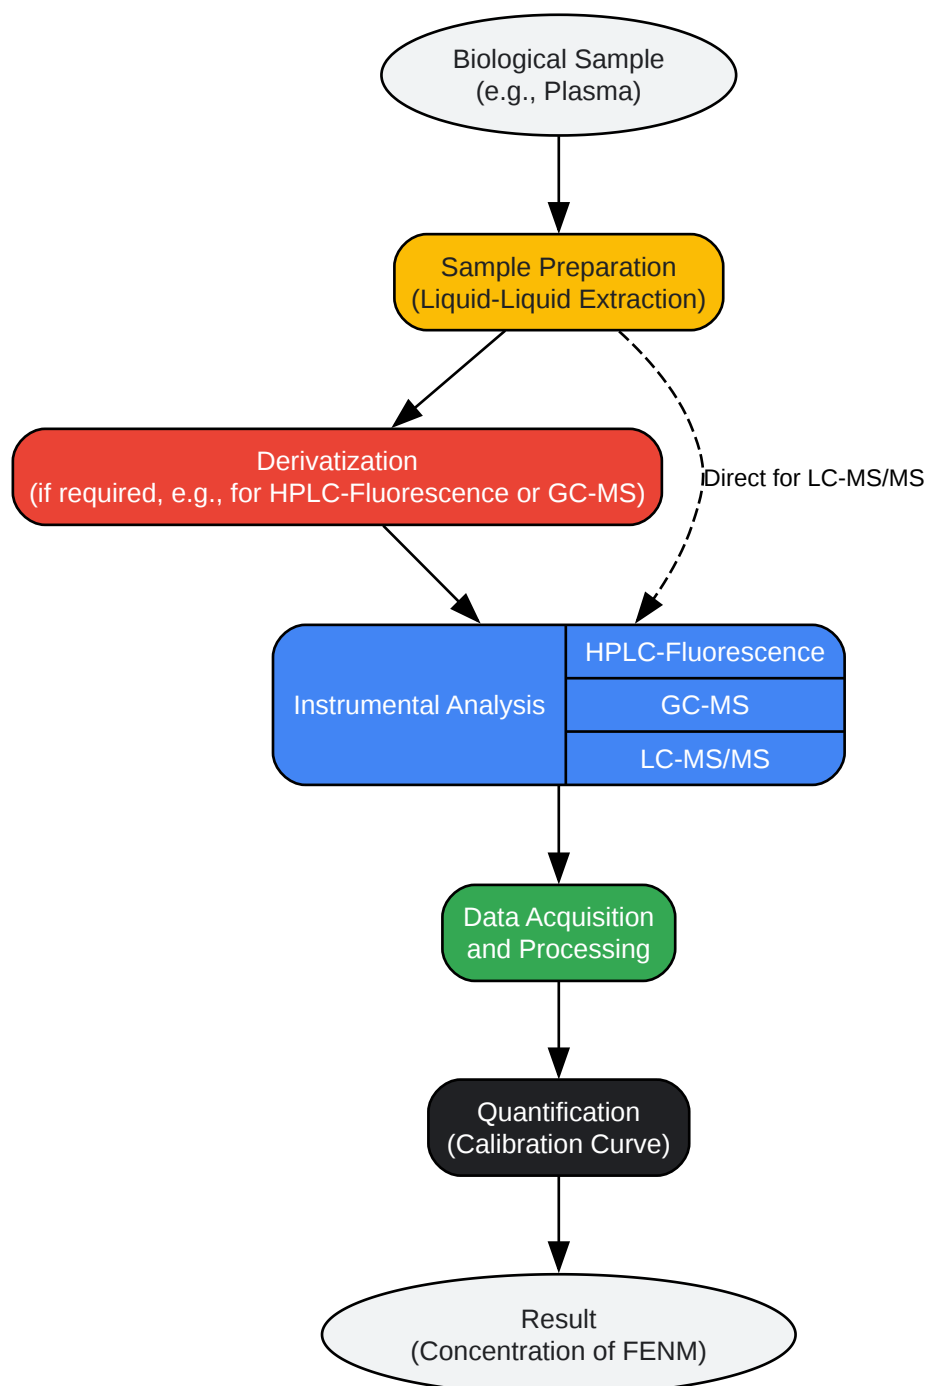 Biological Sample
(e.g., Plasma)
Sample Preparation
(Liquid-Liquid Extraction)
Derivatization
(if required, e.g., for HPLC-Fluorescence or GC-MS)
Direct for LC-MS/MS
Instrumental Analysis
HPLC-Fluorescence
GC-MS
LC-MS/MS
Data Acquisition
and Processing
Quantification
(Calibration Curve)
Result
(Concentration of FENM)